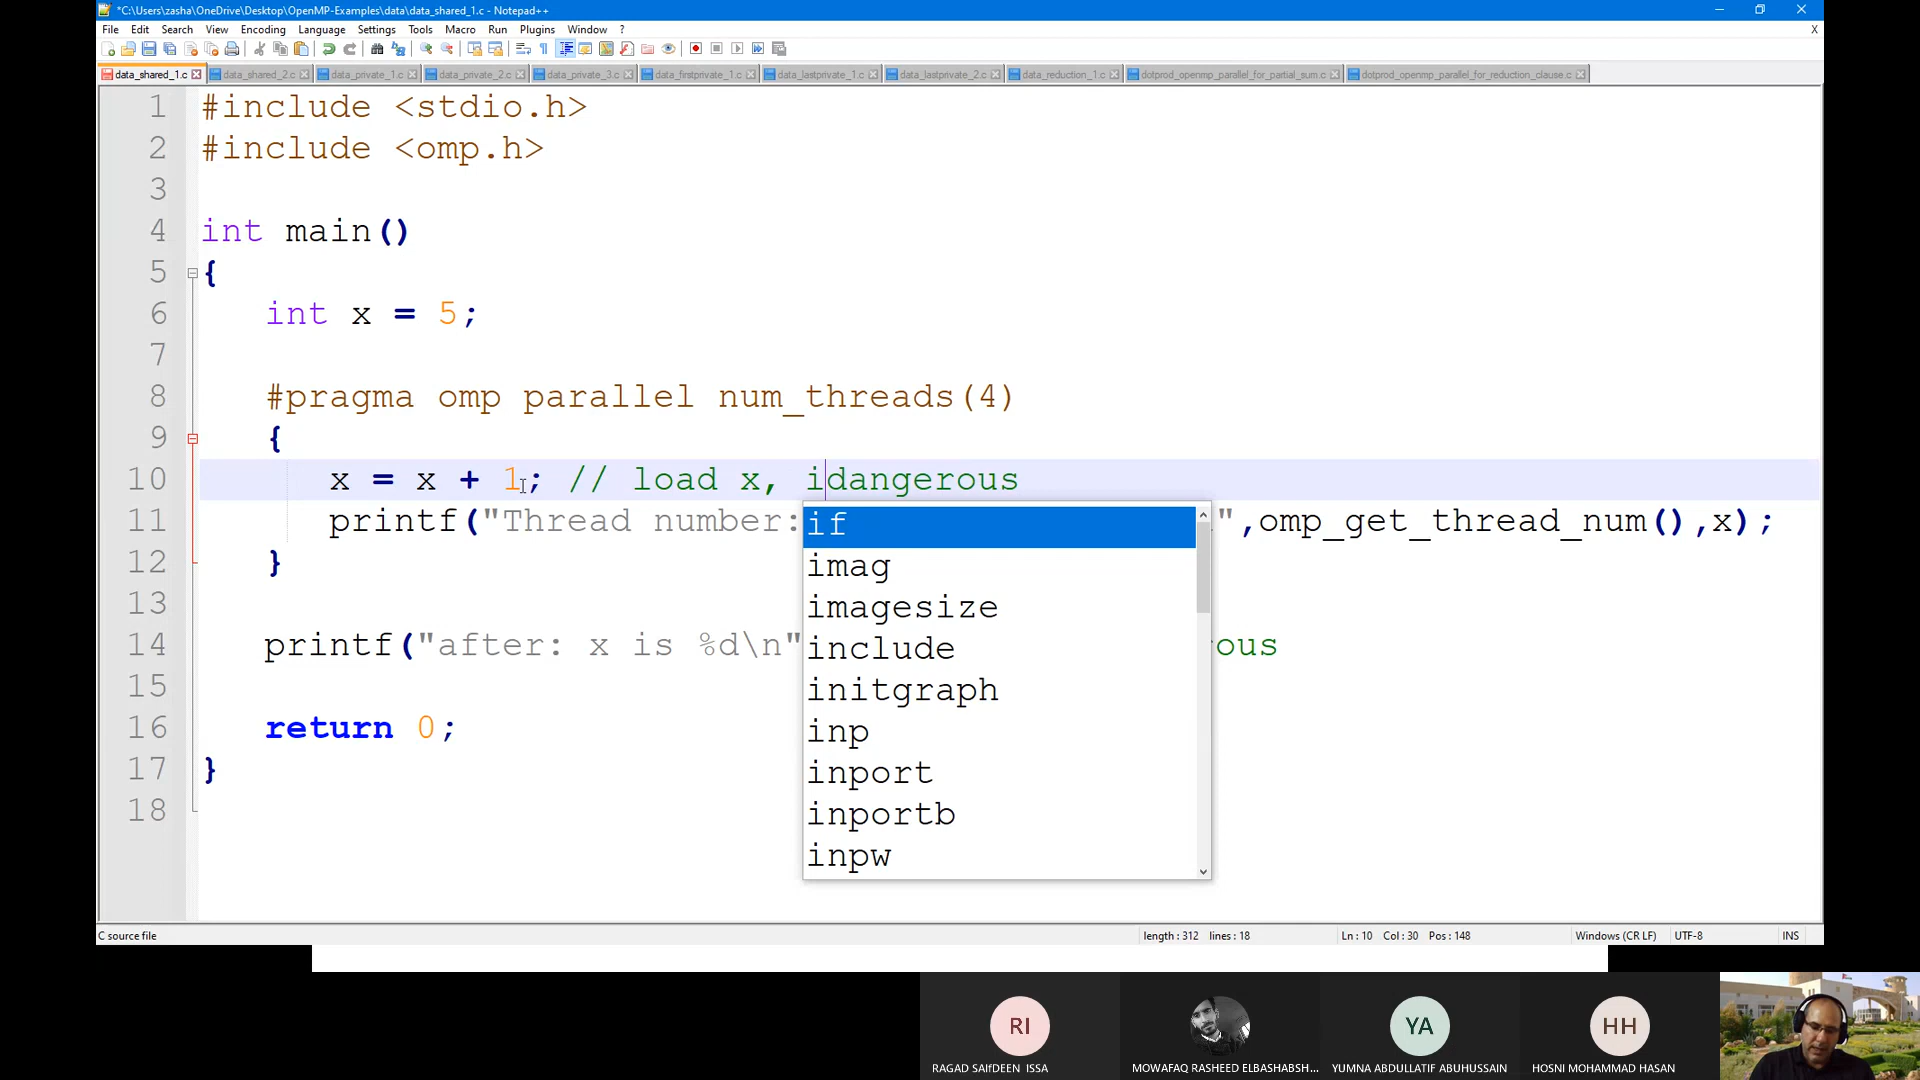 *C:\Users\zasha\OneDrive\Desktop\OpenMP-Examples\data\data_shared_1.c - Notepad++
File Edit Search View Encoding Language Settings Tools Macro Run Plugins Window ? X
data_shared_1.c data_shared_2.c data_private_1.c data_private_2.c data_private_3.c data_firstprivate_1.c data_lastprivate_1.c data_lastprivate_2.c data_reduction_1.c dotprod_openmp_parallel_for_partial_sum.c dotprod_openmp_parallel_for_reduction_clause.c
1 #include <stdio.h>
2 #include <omp.h>
3
4 int main()
5 {
6 int x = 5;
7
8 #pragma omp parallel num_threads(4)
9 {
10 x = x + 1; // load x, idangerous
11 printf("Thread number: ",omp_get_thread_num(),x);
12 }
13
14 printf("after: x is %d\n" ous
15
16 return 0;
17 }
18
if
imag
imagesize
include
initgraph
inp
inport
inportb
inpw
C source file length : 312 lines : 18 Ln : 10 Col : 30 Pos : 148 Windows (CR LF) UTF-8 INS
RI YA HH
RAGAD SAIfDEEN ISSA MOWAFAQ RASHEED ELBASHABSH... YUMNA ABDULLATIF ABUHUSSAIN HOSNI MOHAMMAD HASAN